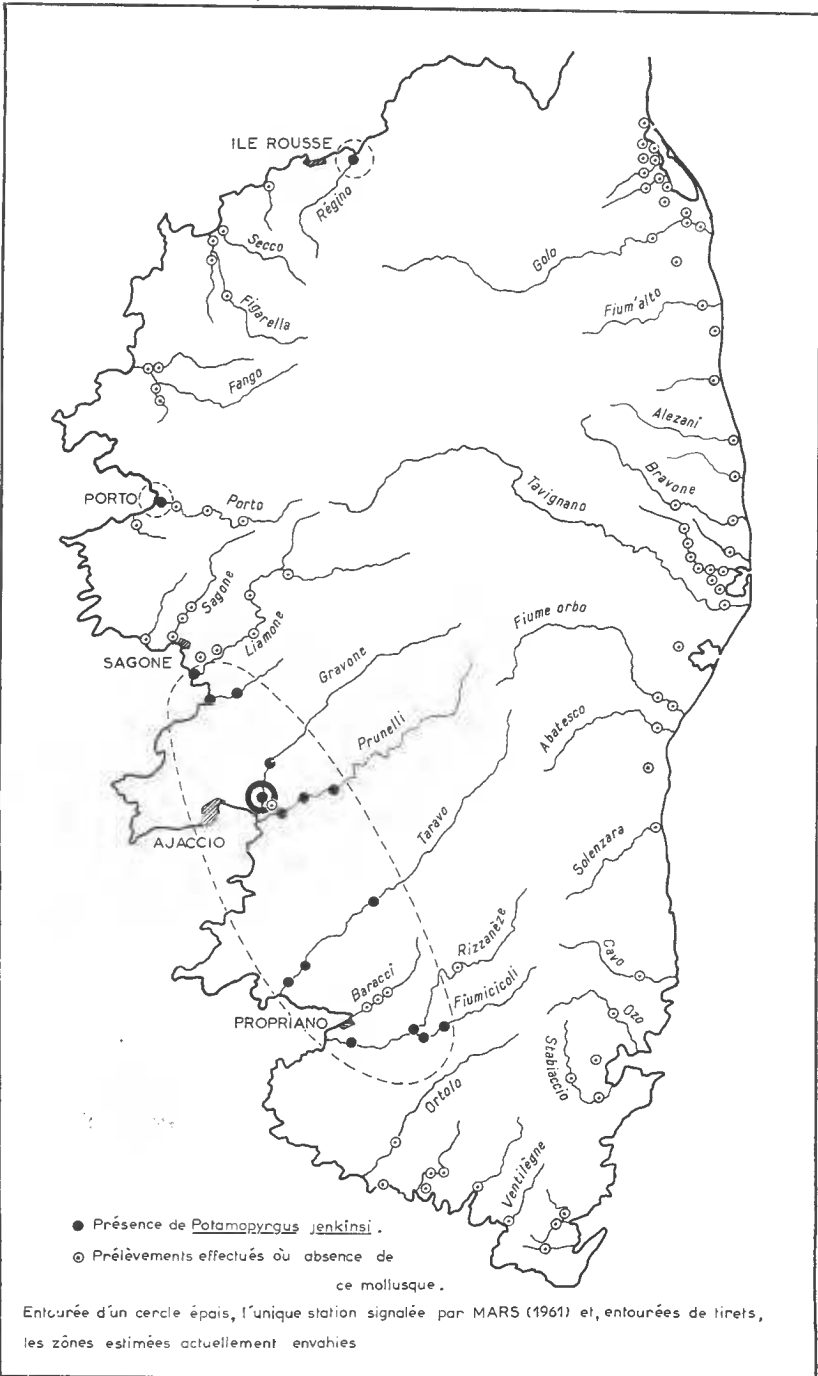 ILE ROUSSE
Régino
Secco
Golo
Figarella
Fium'alto
Fango
Alezani
Bravone
PORTO
Porto
Tavignano
Sagone
Liamone
Fiume orbo
SAGONE
Gravone
Prunelli
Abatesco
Taravo
AJACCIO
Solenzara
Rizzanèze
Cavo
Baracci
Fiumicicoli
PROPRIANO
Ozo
Stabiaccio
Ortolo
Ventilègne
Présence de Potamopyrgus jenkinsi.
Prélèvements effectués où absence de
ce mollusque.
Entourée d'un cercle épais, l'unique station signalée par MARS (1961) et, entourées de tirets,
les zônes estimées actuellement envahies